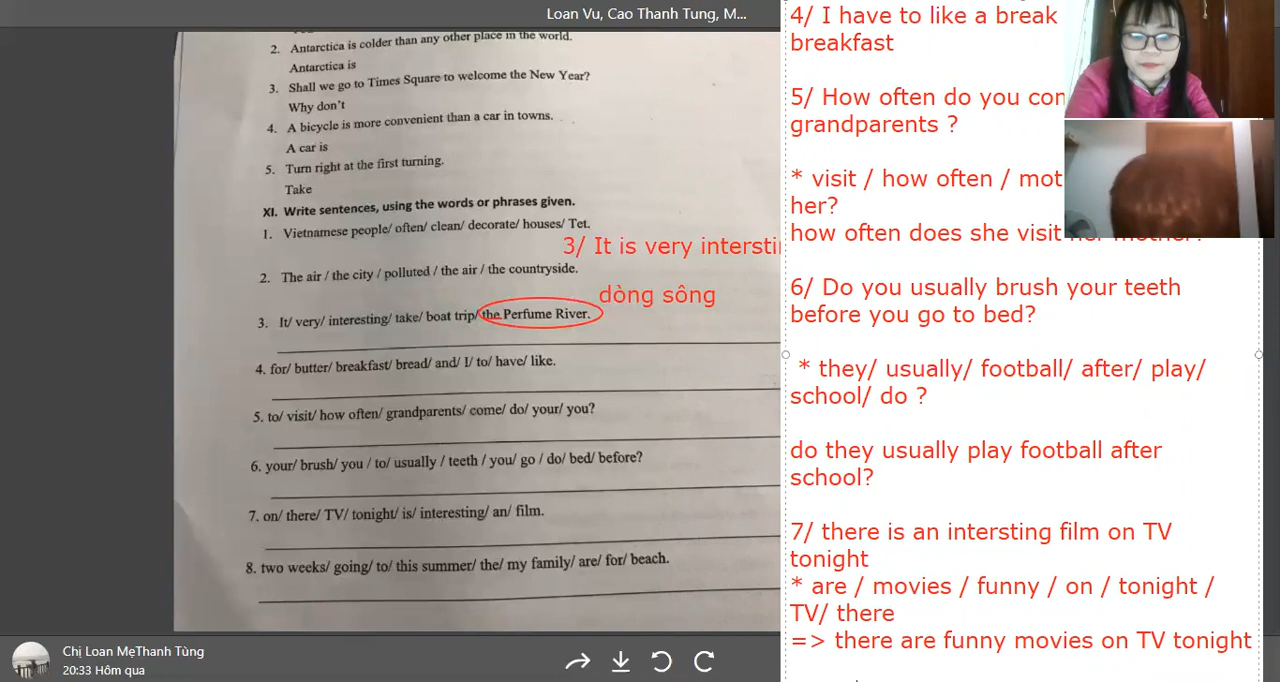 Loan Vu, Cao Thanh Tung, M...
2. Antarctica is colder than any other place in the world.
Antarctica is
3. Shall we go to Times Square to welcome the New Year?
Why don't
4. A bicycle is more convenient than a car in towns.
A car is
5. Turn right at the first turning.
Take
XI. Write sentences, using the words or phrases given.
1. Vietnamese people/ often/ clean/ decorate/ houses/ Tet.
3/ It is very intersti
2. The air / the city / polluted / the air / the countryside.
dòng sông
3. It/ very/ interesting/ take/ boat trip/ the Perfume River.
4. for/ butter/ breakfast/ bread/ and/ I/ to/ have/ like.
5. to/ visit/ how often/ grandparents/ come/ do/ your/ you?
6. your/ brush/ you / to/ usually / teeth / you/ go / do/ bed/ before?
7. on/ there/ TV/ tonight/ is/ interesting/ an/ film.
8. two weeks/ going/ to/ this summer/ the/ my family/ are/ for/ beach.
Chị Loan MẹThanh Tùng
20:33 Hôm qua
4/ I have to like a break
breakfast
5/ How often do you
grandparents ?
* visit / how often /
her?
how often does she visit
6/ Do you usually brush your teeth
before you go to bed?
* they/ usually/ football/ after/ play/
school/ do ?
do they usually play football after
school?
7/ there is an intersting film on TV
tonight
* are / movies / funny / on / tonight /
TV/ there
=> there are funny movies on TV tonight